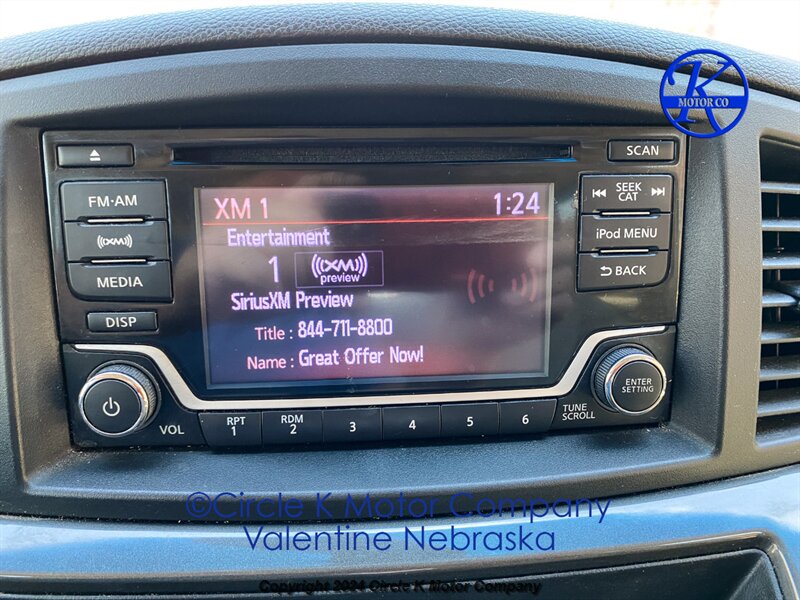 K
MOTOR CO
SCAN
FM·AM
XM
MEDIA
DISP
XM 1 1:24
Entertainment
1 ((XM)) preview
SiriusXM Preview
Title : 844-711-8800
Name : Great Offer Now!
SEEK
CAT
iPod MENU
BACK
VOL
RPT
1
RDM
2
3
4
5
6
TUNE
SCROLL
ENTER
SETTING
©Circle K Motor Company
Valentine Nebraska
Copyright 2024 Circle K Motor Company